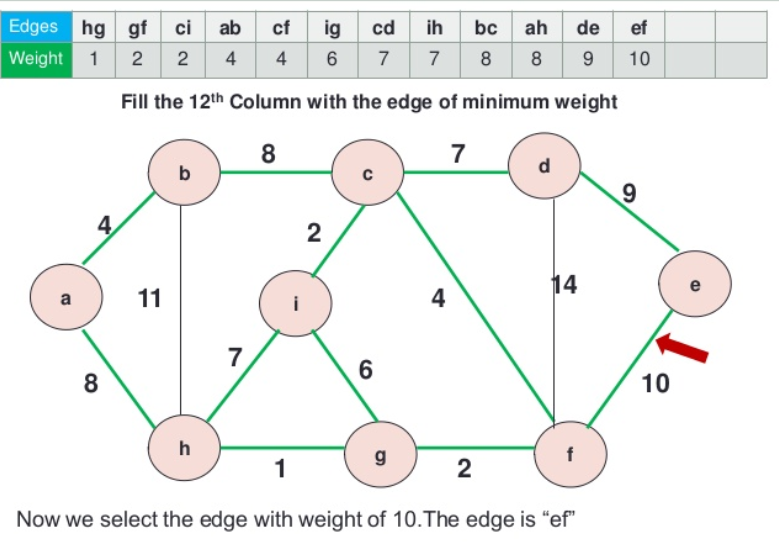 Edges hg gf ci ab cf ig cd ih bc ah de ef
Weight 1 2 2 4 4 6 7 7 8 8 9 10
Fill the 12th Column with the edge of minimum weight
b 8 c 7 d
4 2 9
a 11 i 4 14 e
8 7 6 10
h 1 g 2 f
Now we select the edge with weight of 10.The edge is “ef”